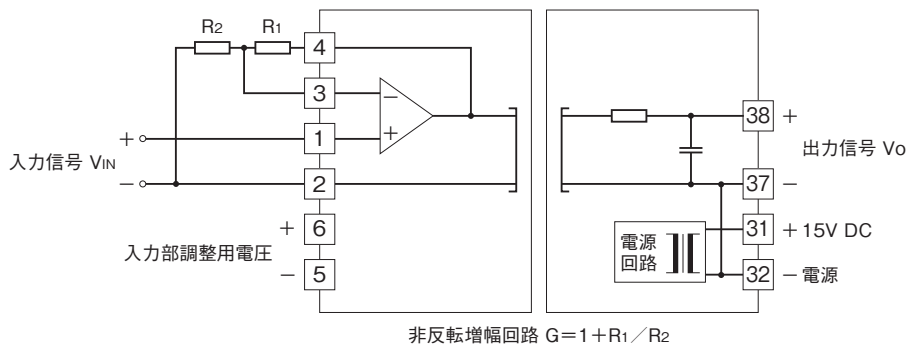 R2 R1
4
3
1
2
6
5
+
入力信号 VIN
−
+
入力部調整用電圧
−
−
+
38 +
出力信号 Vo
37 −
31 +15V DC
32 −電源
電源
回路
非反転増幅回路 G=1+R1/R2